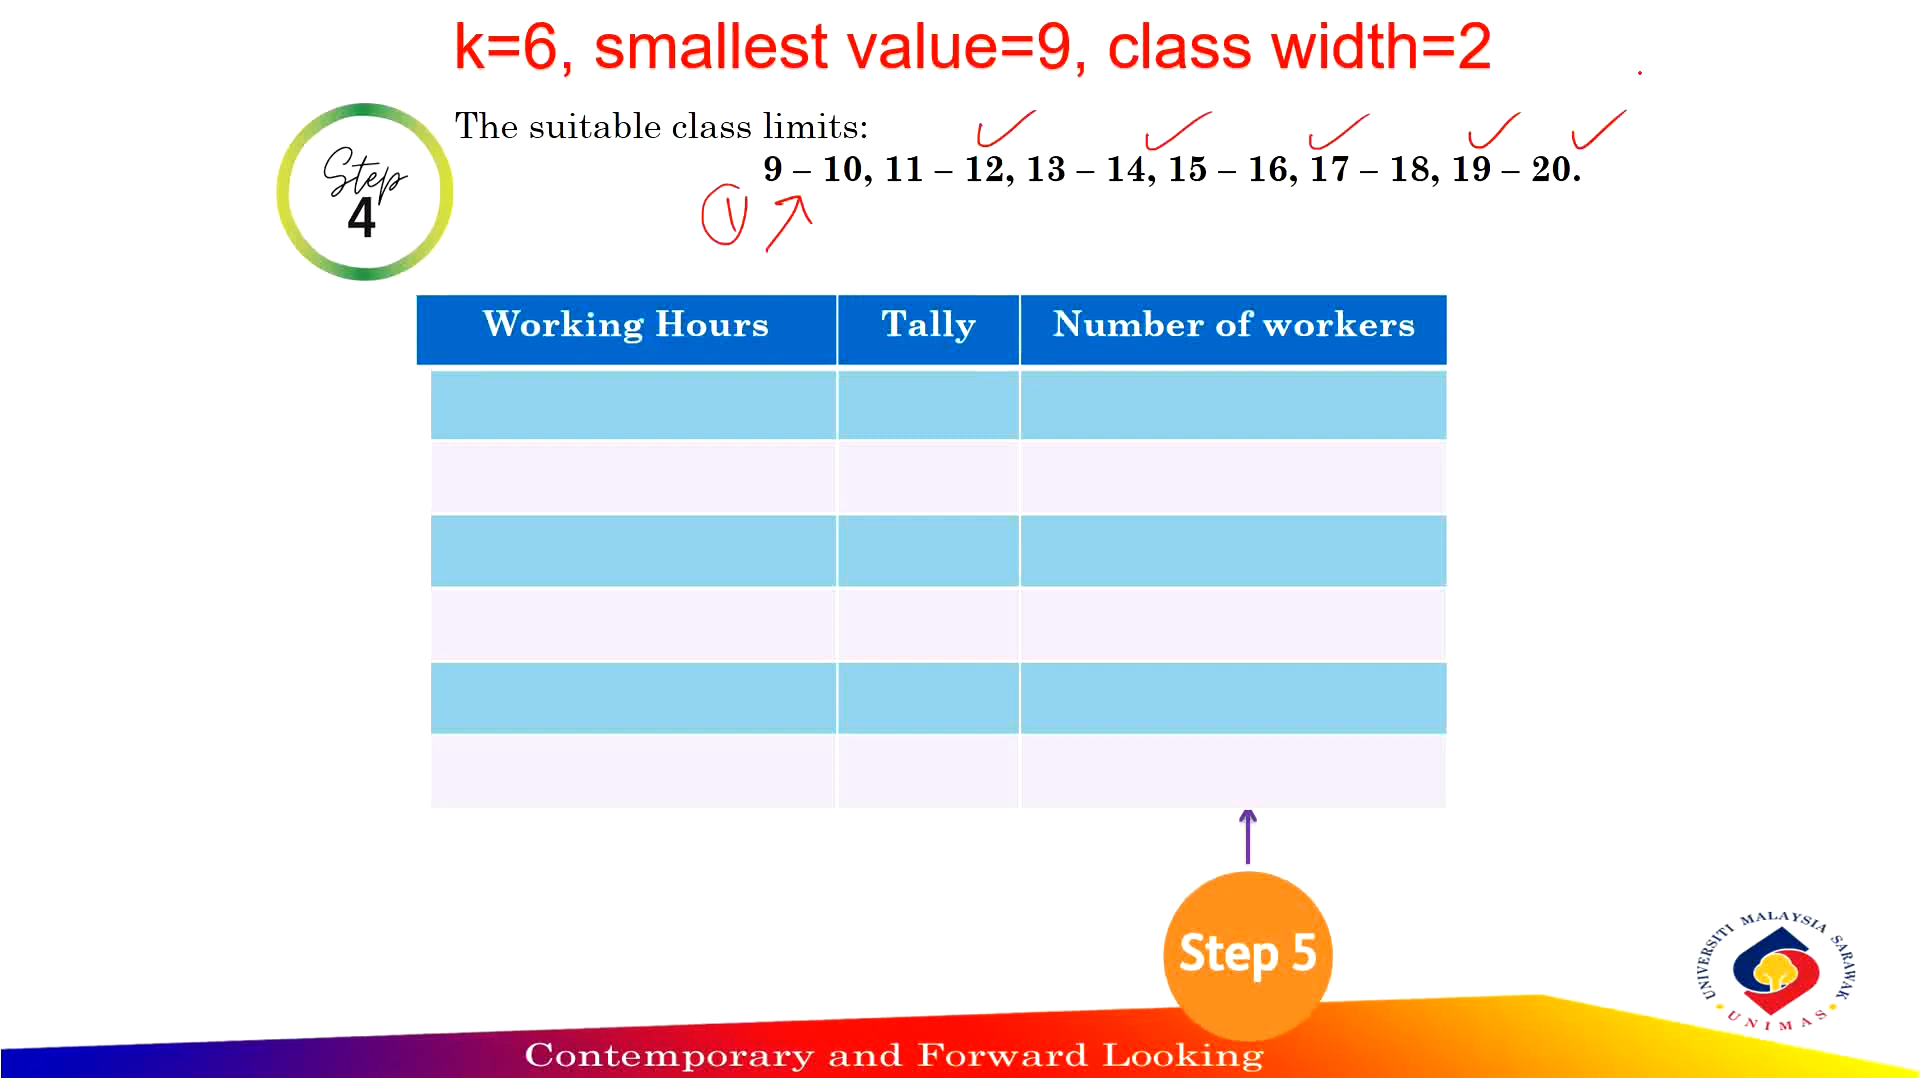 k=6, smallest value=9, class width=2
The suitable class limits:
9 – 10, 11 – 12, 13 – 14, 15 – 16, 17 – 18, 19 – 20.
Step
4
1
Working Hours Tally Number of workers
Step 5
UNIVERSITI MALAYSIA SARAWAK
UNIMAS
Contemporary and Forward Looking